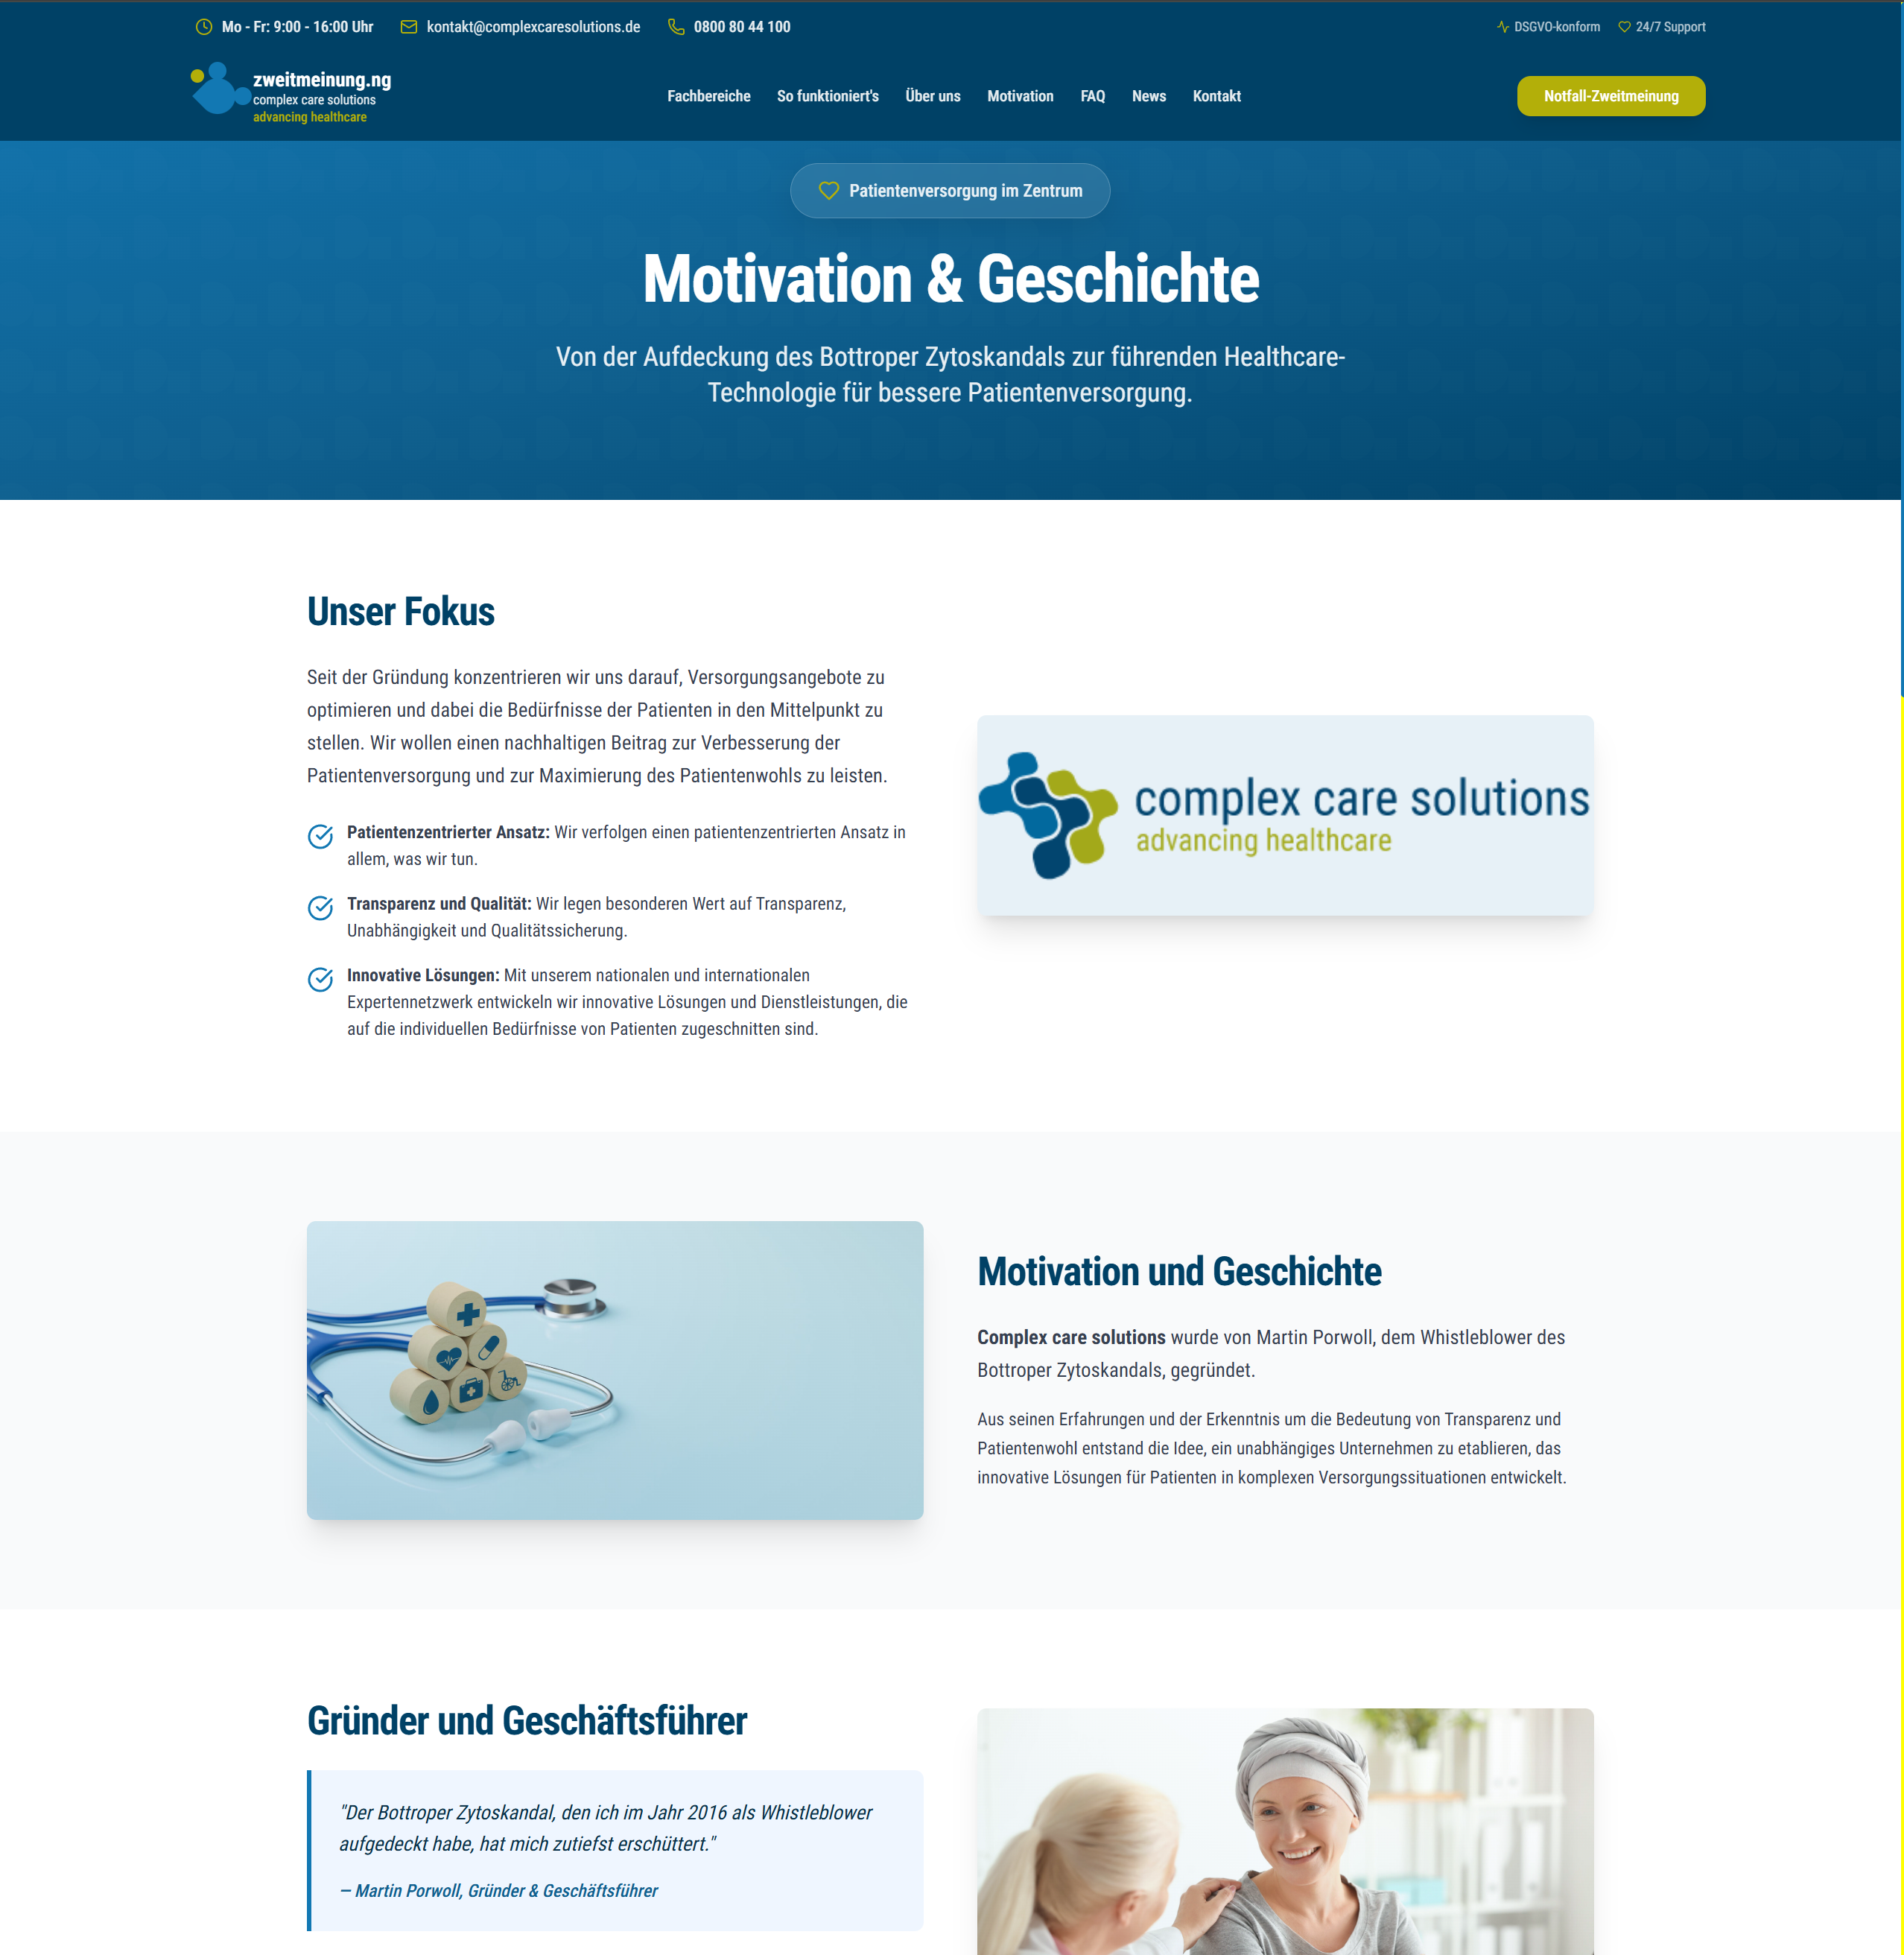 Mo - Fr: 9:00 - 16:00 Uhr
kontakt@complexcaresolutions.de
0800 80 44 100
DSGVO-konform
24/7 Support
zweitmeinung.ng
complex care solutions
advancing healthcare
Fachbereiche
So funktioniert's
Über uns
Motivation
FAQ
News
Kontakt
Notfall-Zweitmeinung
Patientenversorgung im Zentrum
Motivation & Geschichte
Von der Aufdeckung des Bottroper Zytoskandals zur führenden Healthcare-
Technologie für bessere Patientenversorgung.
Unser Fokus
Seit der Gründung konzentrieren wir uns darauf, Versorgungsangebote zu
optimieren und dabei die Bedürfnisse der Patienten in den Mittelpunkt zu
stellen. Wir wollen einen nachhaltigen Beitrag zur Verbesserung der
Patientenversorgung und zur Maximierung des Patientenwohls zu leisten.
Patientenzentrierter Ansatz: Wir verfolgen einen patientenzentrierten Ansatz in
allem, was wir tun.
Transparenz und Qualität: Wir legen besonderen Wert auf Transparenz,
Unabhängigkeit und Qualitätssicherung.
Innovative Lösungen: Mit unserem nationalen und internationalen
Expertennetzwerk entwickeln wir innovative Lösungen und Dienstleistungen, die
auf die individuellen Bedürfnisse von Patienten zugeschnitten sind.
complex care solutions
advancing healthcare
Motivation und Geschichte
Complex care solutions wurde von Martin Porwoll, dem Whistleblower des
Bottroper Zytoskandals, gegründet.
Aus seinen Erfahrungen und der Erkenntnis um die Bedeutung von Transparenz und
Patientenwohl entstand die Idee, ein unabhängiges Unternehmen zu etablieren, das
innovative Lösungen für Patienten in komplexen Versorgungssituationen entwickelt.
Gründer und Geschäftsführer
"Der Bottroper Zytoskandal, den ich im Jahr 2016 als Whistleblower
aufgedeckt habe, hat mich zutiefst erschüttert."
— Martin Porwoll, Gründer & Geschäftsführer